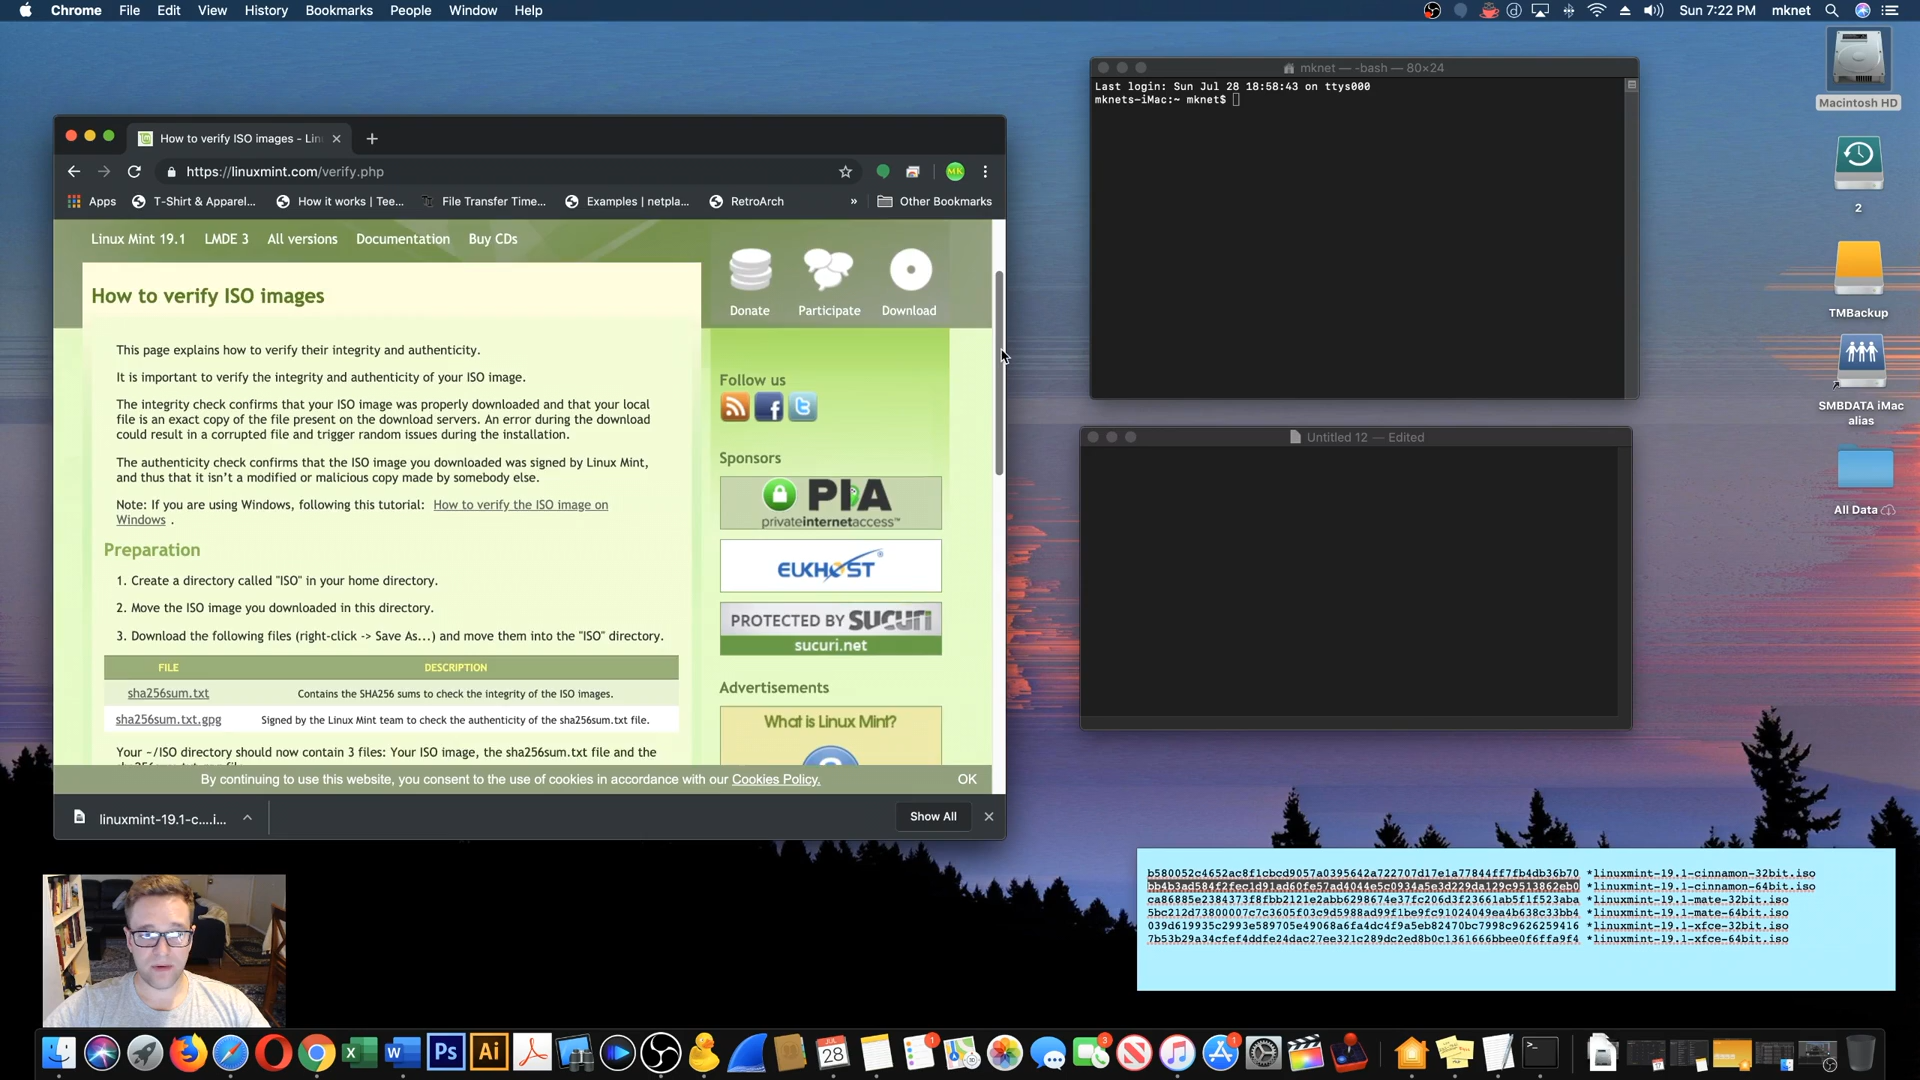 Chrome File Edit View History Bookmarks People Window Help
Sun 7:22 PM mknet
Macintosh HD
2
TMBackup
SMBDATA iMac
alias
All Data
How to verify ISO images - Lin
https://linuxmint.com/verify.php
MK
Apps T-Shirt & Apparel... How it works | Tee... File Transfer Time... Examples | netpla... RetroArch » Other Bookmarks
Linux Mint 19.1 LMDE 3 All versions Documentation Buy CDs
Donate Participate Download
How to verify ISO images
This page explains how to verify their integrity and authenticity.
It is important to verify the integrity and authenticity of your ISO image.
The integrity check confirms that your ISO image was properly downloaded and that your local
file is an exact copy of the file present on the download servers. An error during the download
could result in a corrupted file and trigger random issues during the installation.
The authenticity check confirms that the ISO image you downloaded was signed by Linux Mint,
and thus that it isn't a modified or malicious copy made by somebody else.
Note: If you are using Windows, following this tutorial: How to verify the ISO image on
Windows .
Preparation
1. Create a directory called "ISO" in your home directory.
2. Move the ISO image you downloaded in this directory.
3. Download the following files (right-click -> Save As...) and move them into the "ISO" directory.
FILE DESCRIPTION
sha256sum.txt Contains the SHA256 sums to check the integrity of the ISO images.
sha256sum.txt.gpg Signed by the Linux Mint team to check the authenticity of the sha256sum.txt file.
Your ~/ISO directory should now contain 3 files: Your ISO image, the sha256sum.txt file and the
Follow us
Sponsors
PIA
privateinternetaccess™
EUKHOST
PROTECTED BY SUCURI
sucuri.net
Advertisements
What is Linux Mint?
By continuing to use this website, you consent to the use of cookies in accordance with our Cookies Policy. OK
linuxmint-19.1-c....i... Show All
mknet — -bash — 80×24
Last login: Sun Jul 28 18:58:43 on ttys000
mknets-iMac:~ mknet$
Untitled 12 — Edited
b580052c4652ac8f1cbcd9057a0395642a722707d17e1a77844ff7fb4db36b70 *linuxmint-19.1-cinnamon-32bit.iso
bb4b3ad584f2fec1d91ad60fe57ad4044e5c0934a5e3d229da129c9513862eb0 *linuxmint-19.1-cinnamon-64bit.iso
ca86885e2384373f8fbb2121e2abb6298674e37fc206d3f23661ab5f1f523aba *linuxmint-19.1-mate-32bit.iso
5bc212d73800007c7c3605f03c9d5988ad99f1be9fc91024049ea4b638c33bb4 *linuxmint-19.1-mate-64bit.iso
039d619935c2993e589705e49068a6fa4dc4f9a5eb82470bc7998c9626259416 *linuxmint-19.1-xfce-32bit.iso
7b53b29a34cfef4ddfe24dac27ee321c289dc2ed8b0c1361666bbee0f6ffa9f4 *linuxmint-19.1-xfce-64bit.iso
Ps Ai
JUL
28
1
3
1